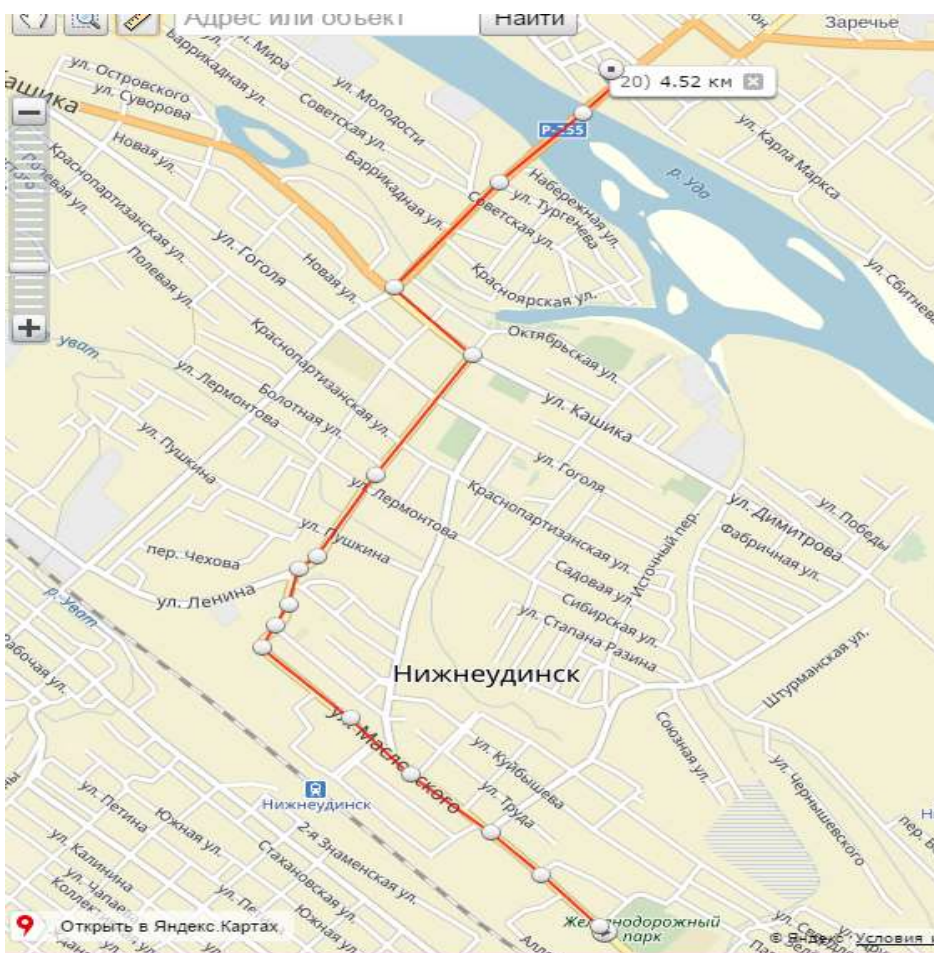 Адрес или объект
Найти
Заречье
ул. Мира
Баррикадная ул.
ул. Островского
ул. Суворова
ул. Молодости
Советская ул.
20) 4.52 км
Р-255
ул. Карла Маркса
Новая ул.
Баррикадная ул.
Набережная ул.
р. Уда
Краснопартизанская ул.
Советская ул.
ул. Тургенева
Полевая ул.
ул. Гоголя
Новая ул.
Красноярская ул.
ул. Сбитнева
Октябрьская ул.
Краснопартизанская ул.
ул. Лермонтова
Болотная ул.
ул. Кашика
ул. Пушкина
ул. Гоголя
ул. Лермонтова
Краснопартизанская ул.
ул. Димитрова
ул. Победы
Фабричная ул.
ул. Пушкина
Источный пер.
пер. Чехова
Садовая ул.
ул. Ленина
Сибирская ул.
р. Уват
ул. Стапана Разина
Рабочая ул.
Штурманская ул.
Нижнеудинск
Союзная ул.
ул. Масловского
ул. Куйбышева
ул. Чернышевского
Нижнеудинск
ул. Труда
ул. Петина
Южная ул.
2-я Знаменская ул.
ул. Калинина
Стахановская ул.
Южная ул.
Железнодорожный
парк
Открыть в Яндекс.Картах
© Яндекс Условия